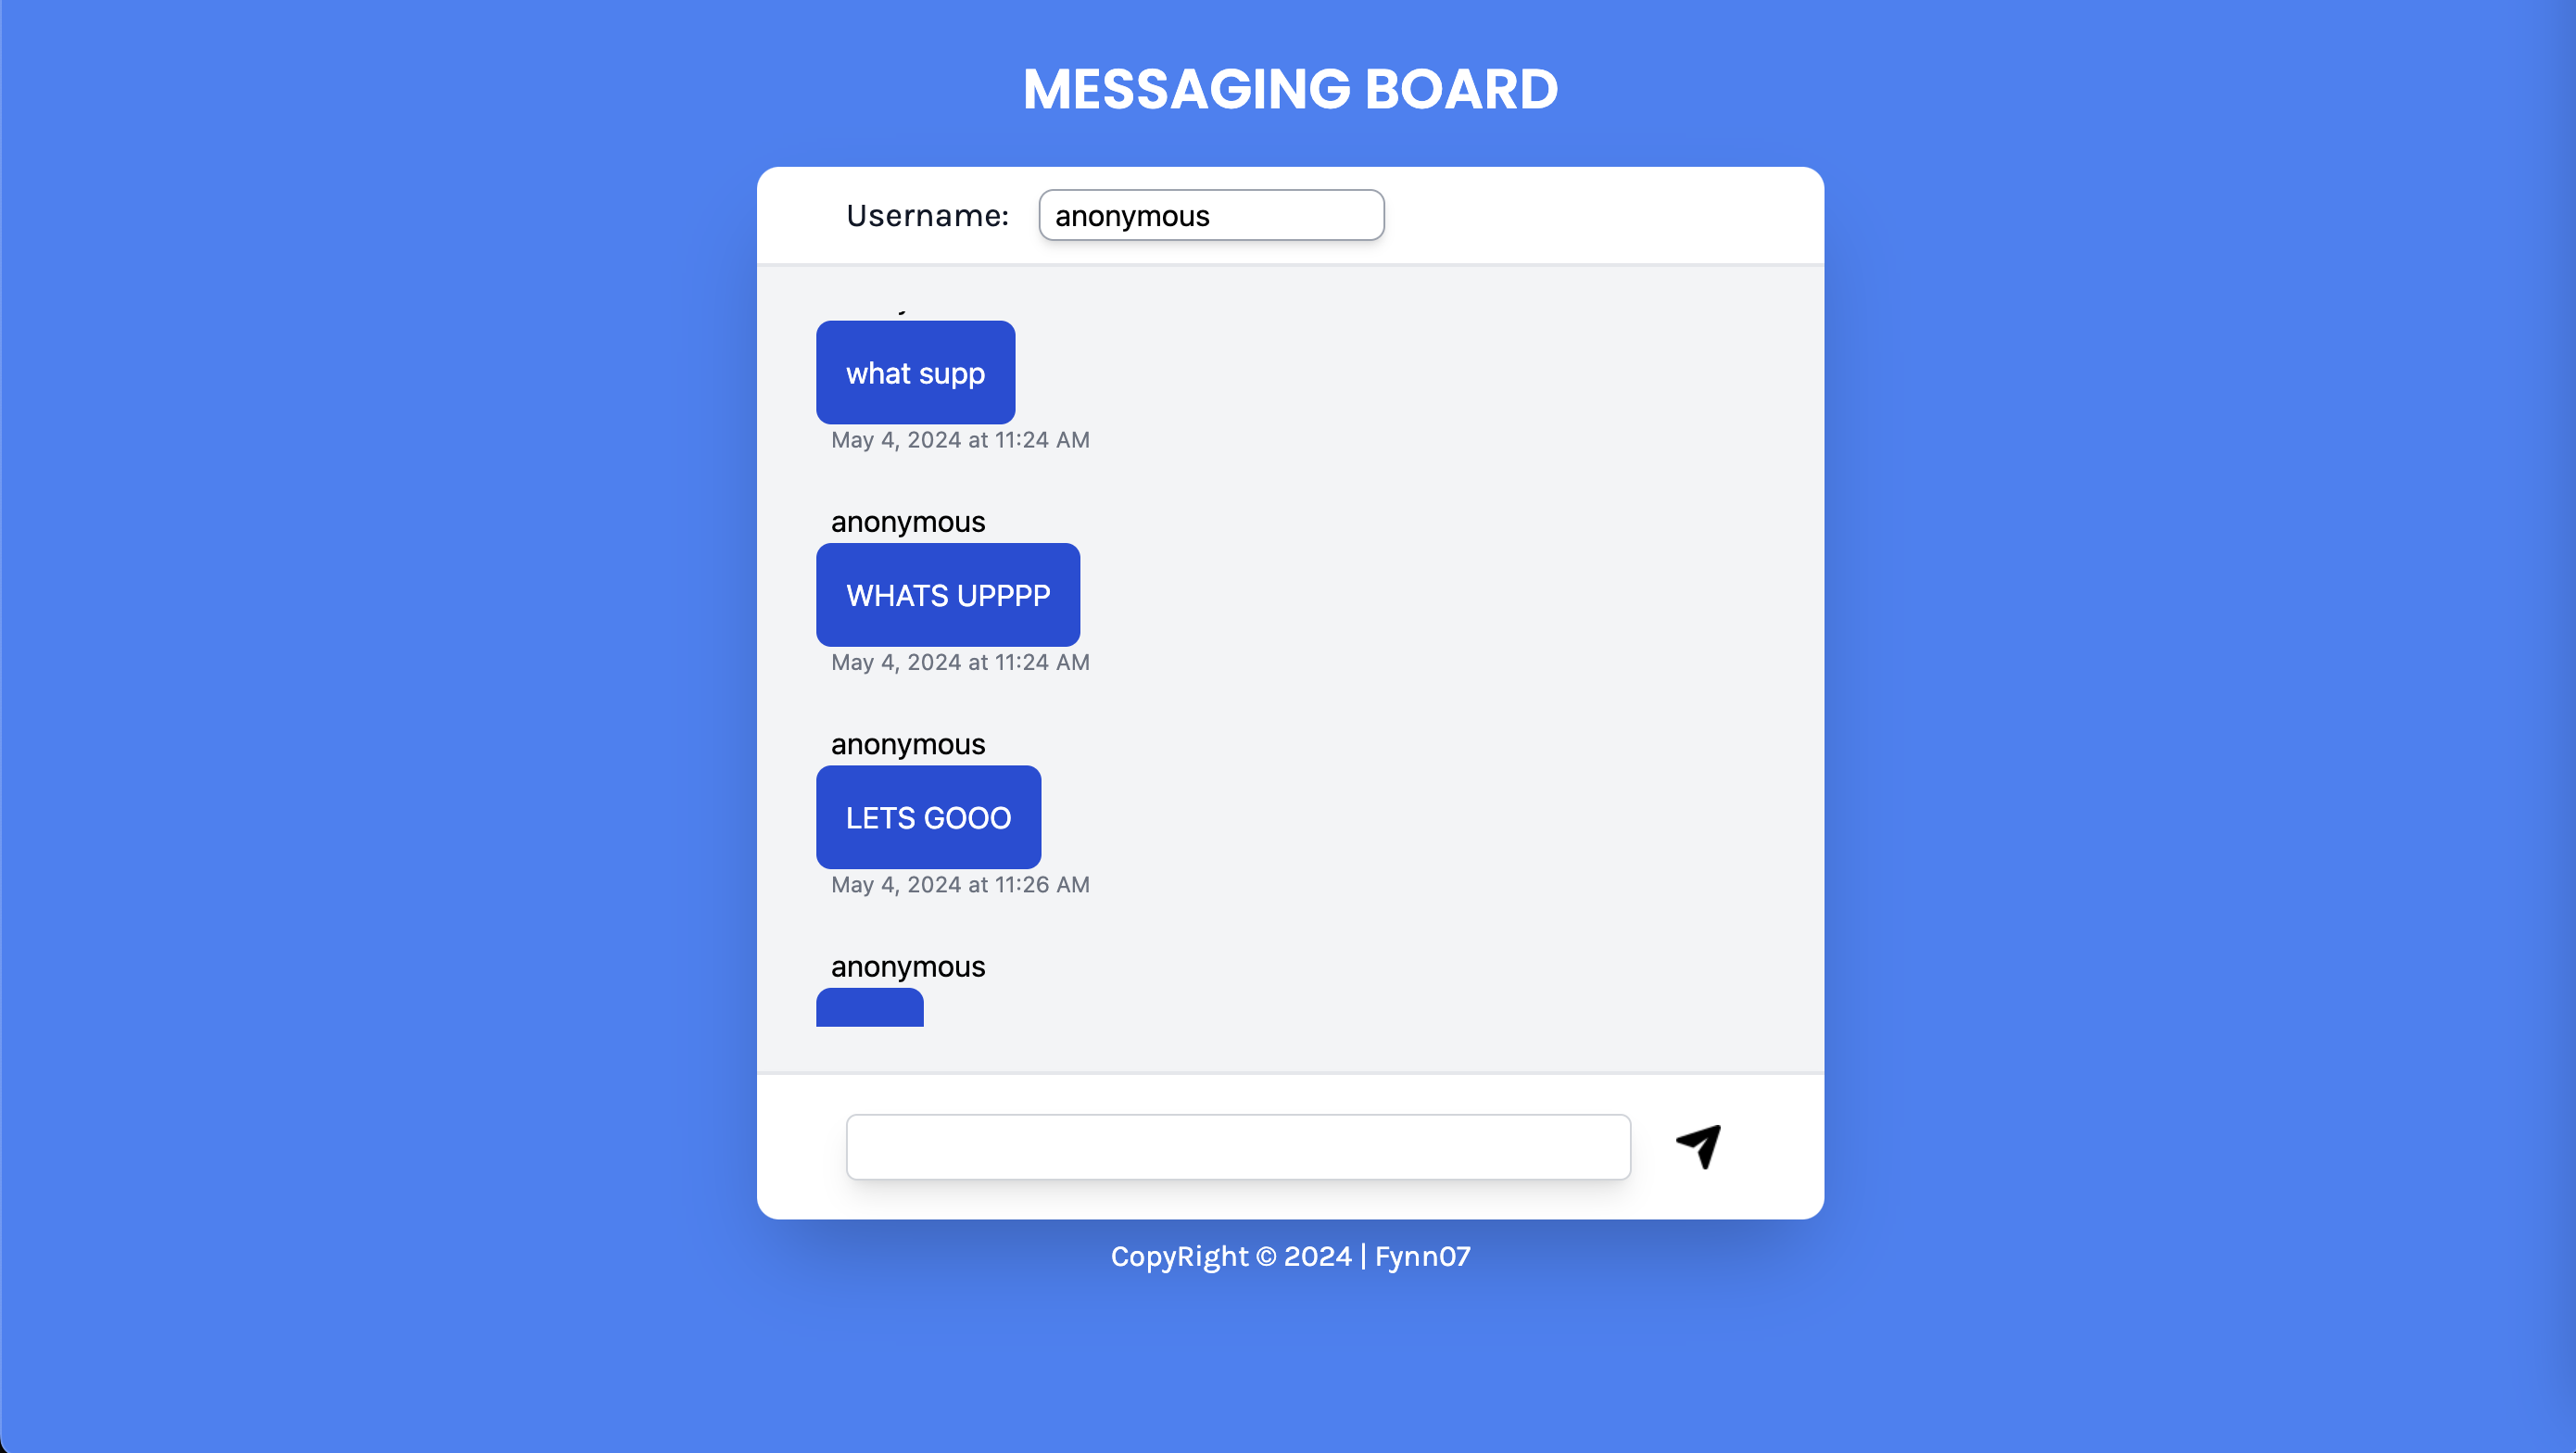 MESSAGING BOARD
Username: anonymous
what supp
May 4, 2024 at 11:24 AM
anonymous
WHATS UPPPP
May 4, 2024 at 11:24 AM
anonymous
LETS GOOO
May 4, 2024 at 11:26 AM
anonymous
CopyRight © 2024 | Fynn07